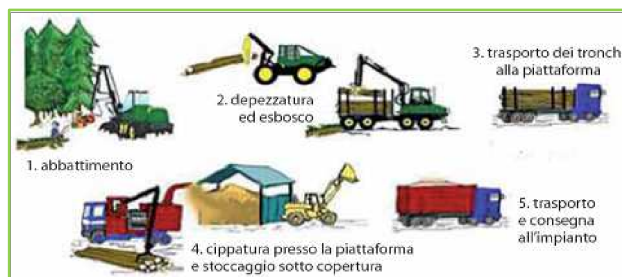 1. abbattimento
2. depezzatura
ed esbosco
3. trasporto dei tronch
alla piattaforma
4. cippatura presso la piattaforma
e stoccaggio sotto copertura
5. trasporto
e consegna
all'impianto